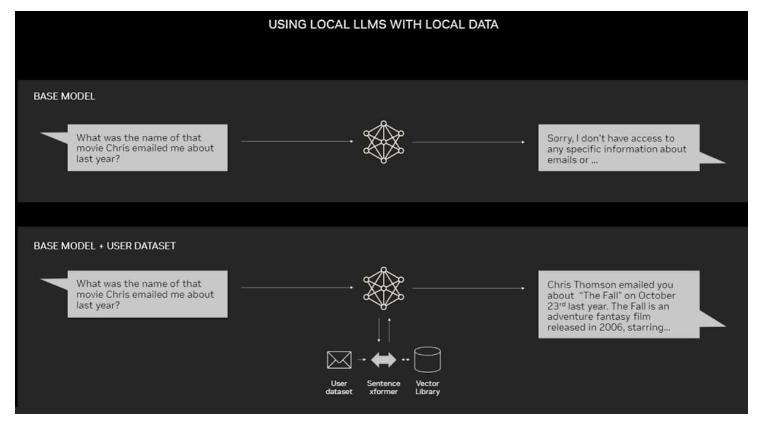 USING LOCAL LLMS WITH LOCAL DATA
BASE MODEL
What was the name of that
movie Chris emailed me about
last year?
Sorry, I don't have access to
any specific information about
emails or ...
BASE MODEL + USER DATASET
What was the name of that
movie Chris emailed me about
last year?
Chris Thomson emailed you
about "The Fall" on October
23rd last year. The Fall is an
adventure fantasy film
released in 2006, starring...
User
dataset
Sentence
xformer
Vector
Library